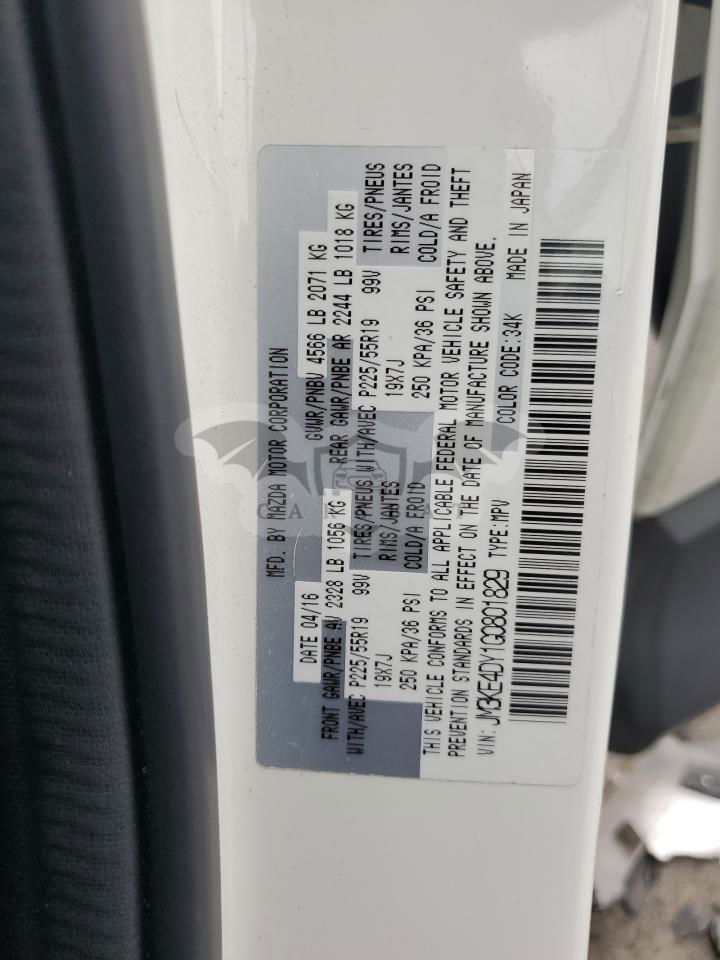 MFD. BY MAZDA MOTOR CORPORATION
DATE 04/16 GVWR/PNBV 4566 LB 2071 KG
FRONT GAWR/PNBE AV 2328 LB 1056 KG REAR GAWR/PNBE AR 2244 LB 1018 KG
WITH/AVEC P225/55R19 99V TIRES/PNEUS WITH/AVEC P225/55R19 99V TIRES/PNEUS
19X7J RIMS/JANTES 19X7J RIMS/JANTES
250 KPA/36 PSI COLD/A FROID 250 KPA/36 PSI COLD/A FROID
THIS VEHICLE CONFORMS TO ALL APPLICABLE FEDERAL MOTOR VEHICLE SAFETY AND THEFT
PREVENTION STANDARDS IN EFFECT ON THE DATE OF MANUFACTURE SHOWN ABOVE.
VIN: JM3KE4DY1G0801829 TYPE:MPV COLOR CODE:34K MADE IN JAPAN